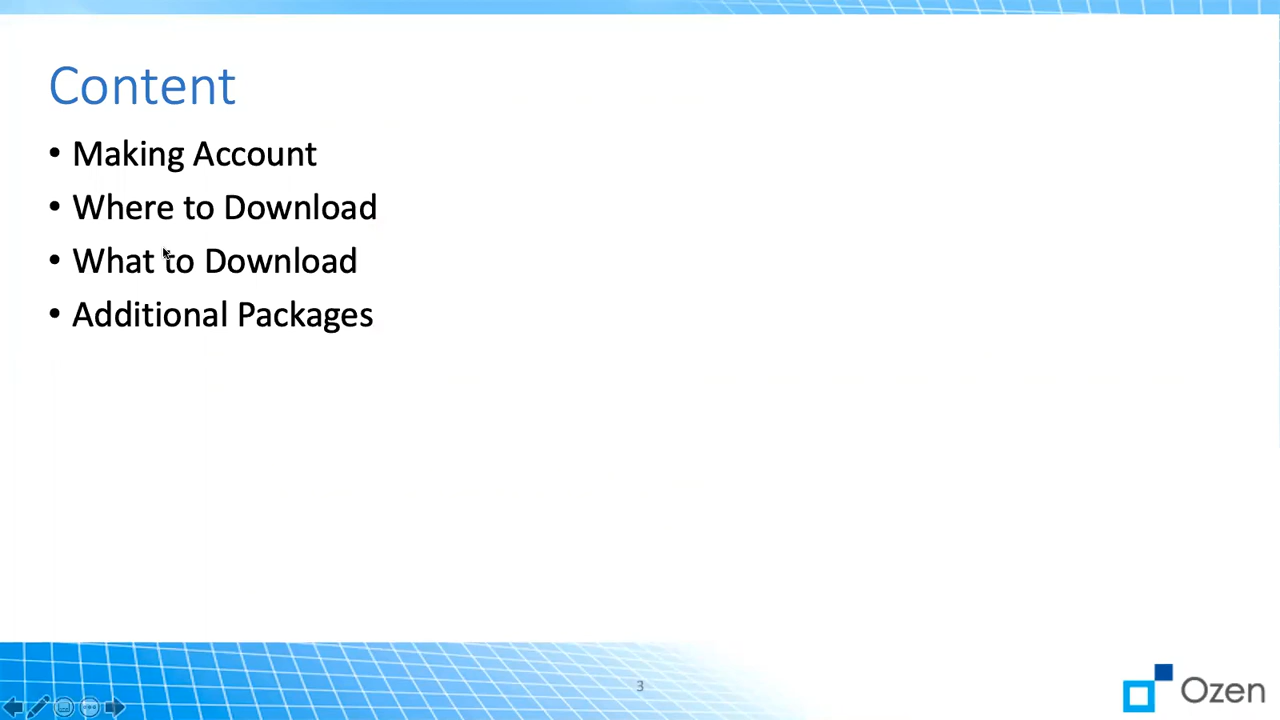 Content
• Making Account
• Where to Download
• What to Download
• Additional Packages
3
Ozen